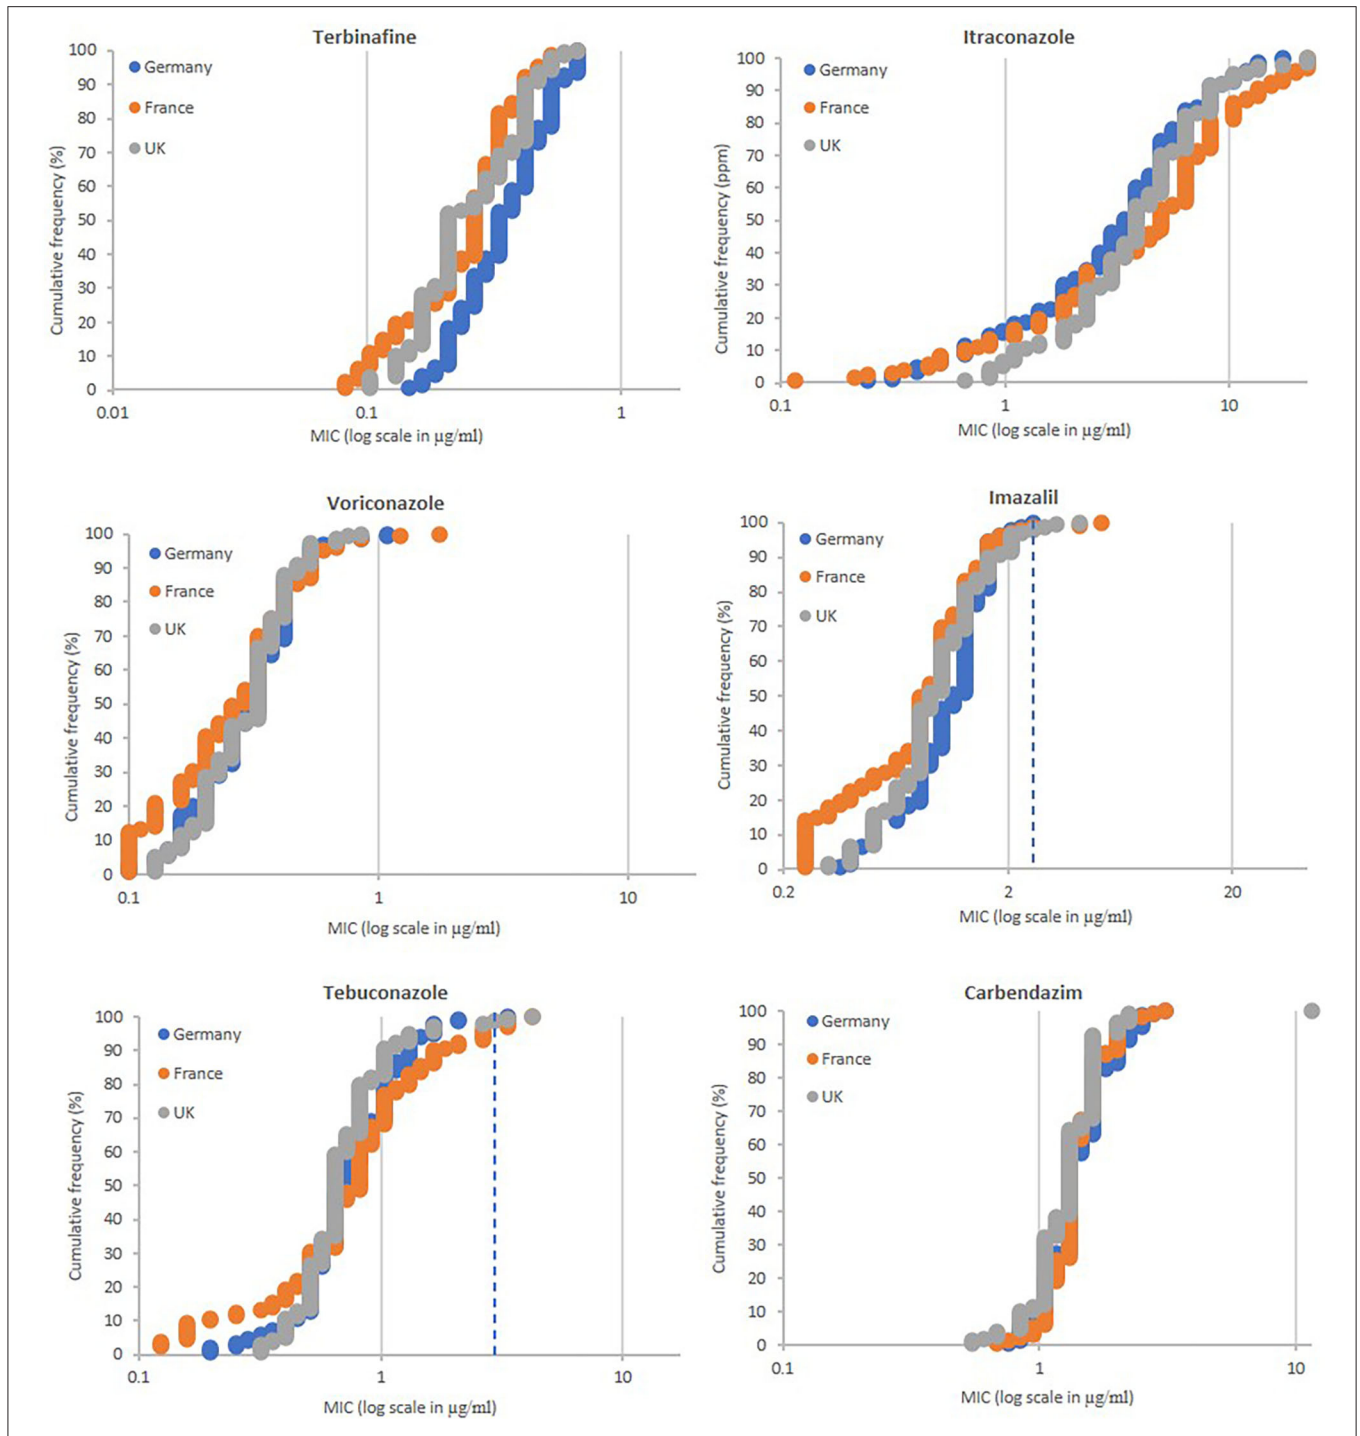 Terbinafine
Cumulative frequency (%)
100
90
80
70
60
50
40
30
20
10
0
Germany
France
UK
0.01
0.1
1
MIC (log scale in µg/ml)
Itraconazole
Cumulative frequency (ppm)
100
90
80
70
60
50
40
30
20
10
0
Germany
France
UK
0.1
1
10
MIC (log scale in µg/ml)
Voriconazole
Cumulative frequency (%)
100
90
80
70
60
50
40
30
20
10
0
Germany
France
UK
0.1
1
10
MIC (log scale in µg/ml)
Imazalil
Cumulative frequency (%)
100
90
80
70
60
50
40
30
20
10
0
Germany
France
UK
0.2
2
20
MIC (log scale in µg/ml)
Tebuconazole
Cumulative frequency (%)
100
90
80
70
60
50
40
30
20
10
0
Germany
France
UK
0.1
1
10
MIC (log scale in µg/ml)
Carbendazim
Cumulative frequency (%)
100
90
80
70
60
50
40
30
20
10
0
Germany
France
UK
0.1
1
10
MIC (log scale in µg/ml)